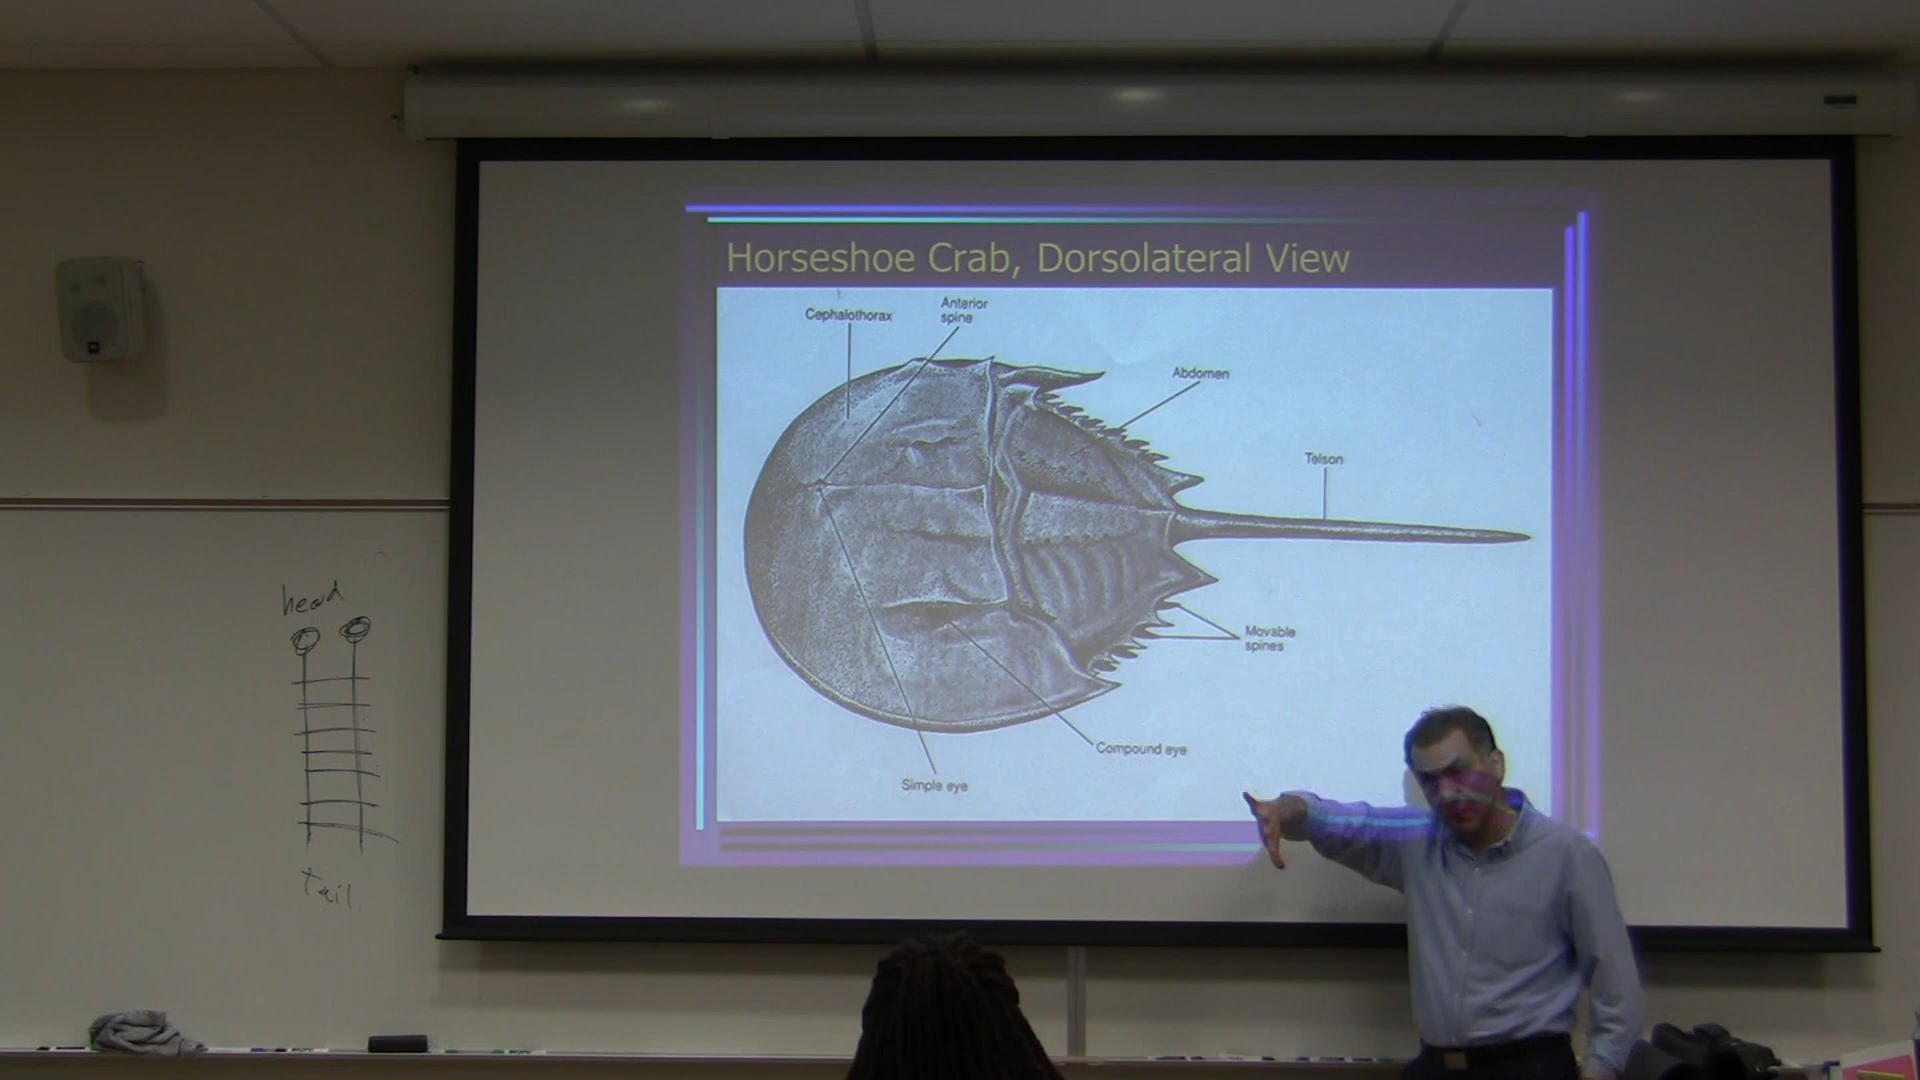 Horseshoe Crab, Dorsolateral View
Cephalothorax
Anterior
spine
Abdomen
Telson
Movable
spines
Compound eye
Simple eye
head
tail